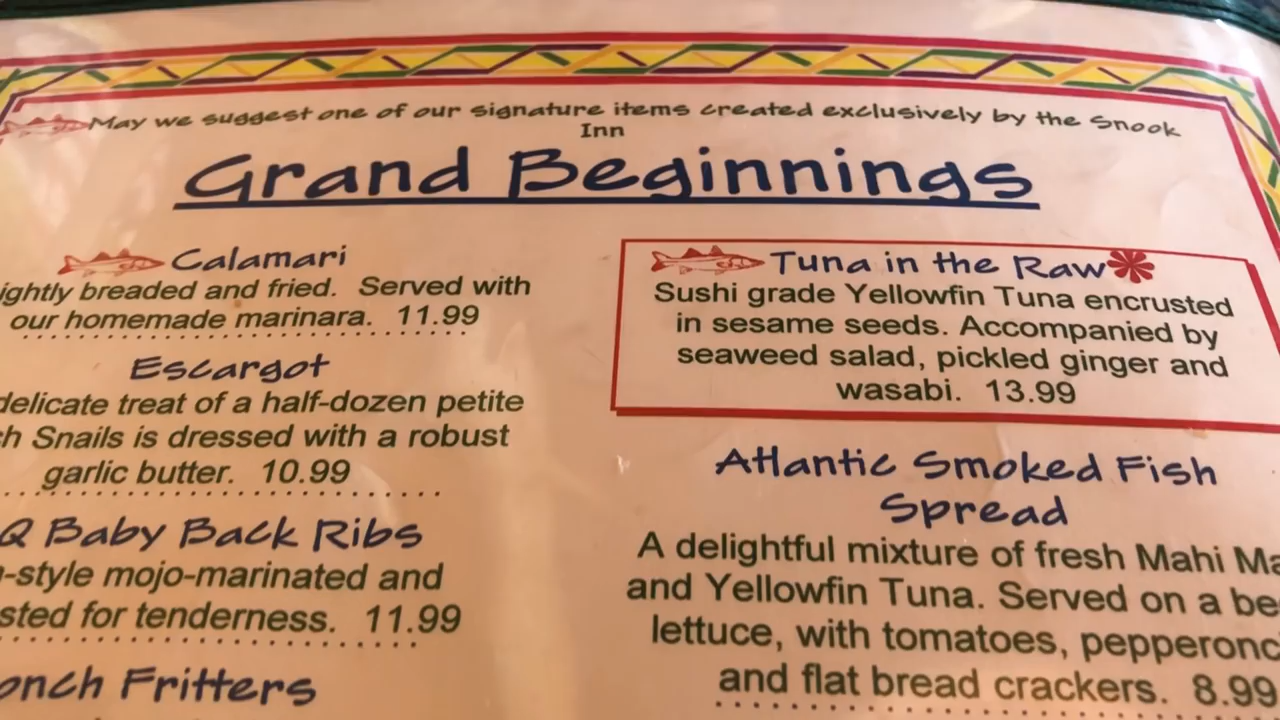 May we suggest one of our signature items created exclusively by the Snook
Inn
Grand Beginnings
Calamari
ightly breaded and fried. Served with
our homemade marinara. 11.99
Escargot
delicate treat of a half-dozen petite
ch Snails is dressed with a robust
garlic butter. 10.99
Q Baby Back Ribs
-style mojo-marinated and
sted for tenderness. 11.99
onch Fritters
Tuna in the Raw
Sushi grade Yellowfin Tuna encrusted
in sesame seeds. Accompanied by
seaweed salad, pickled ginger and
wasabi. 13.99
Atlantic Smoked Fish
Spread
A delightful mixture of fresh Mahi Ma
and Yellowfin Tuna. Served on a be
lettuce, with tomatoes, pepperonc
and flat bread crackers. 8.99